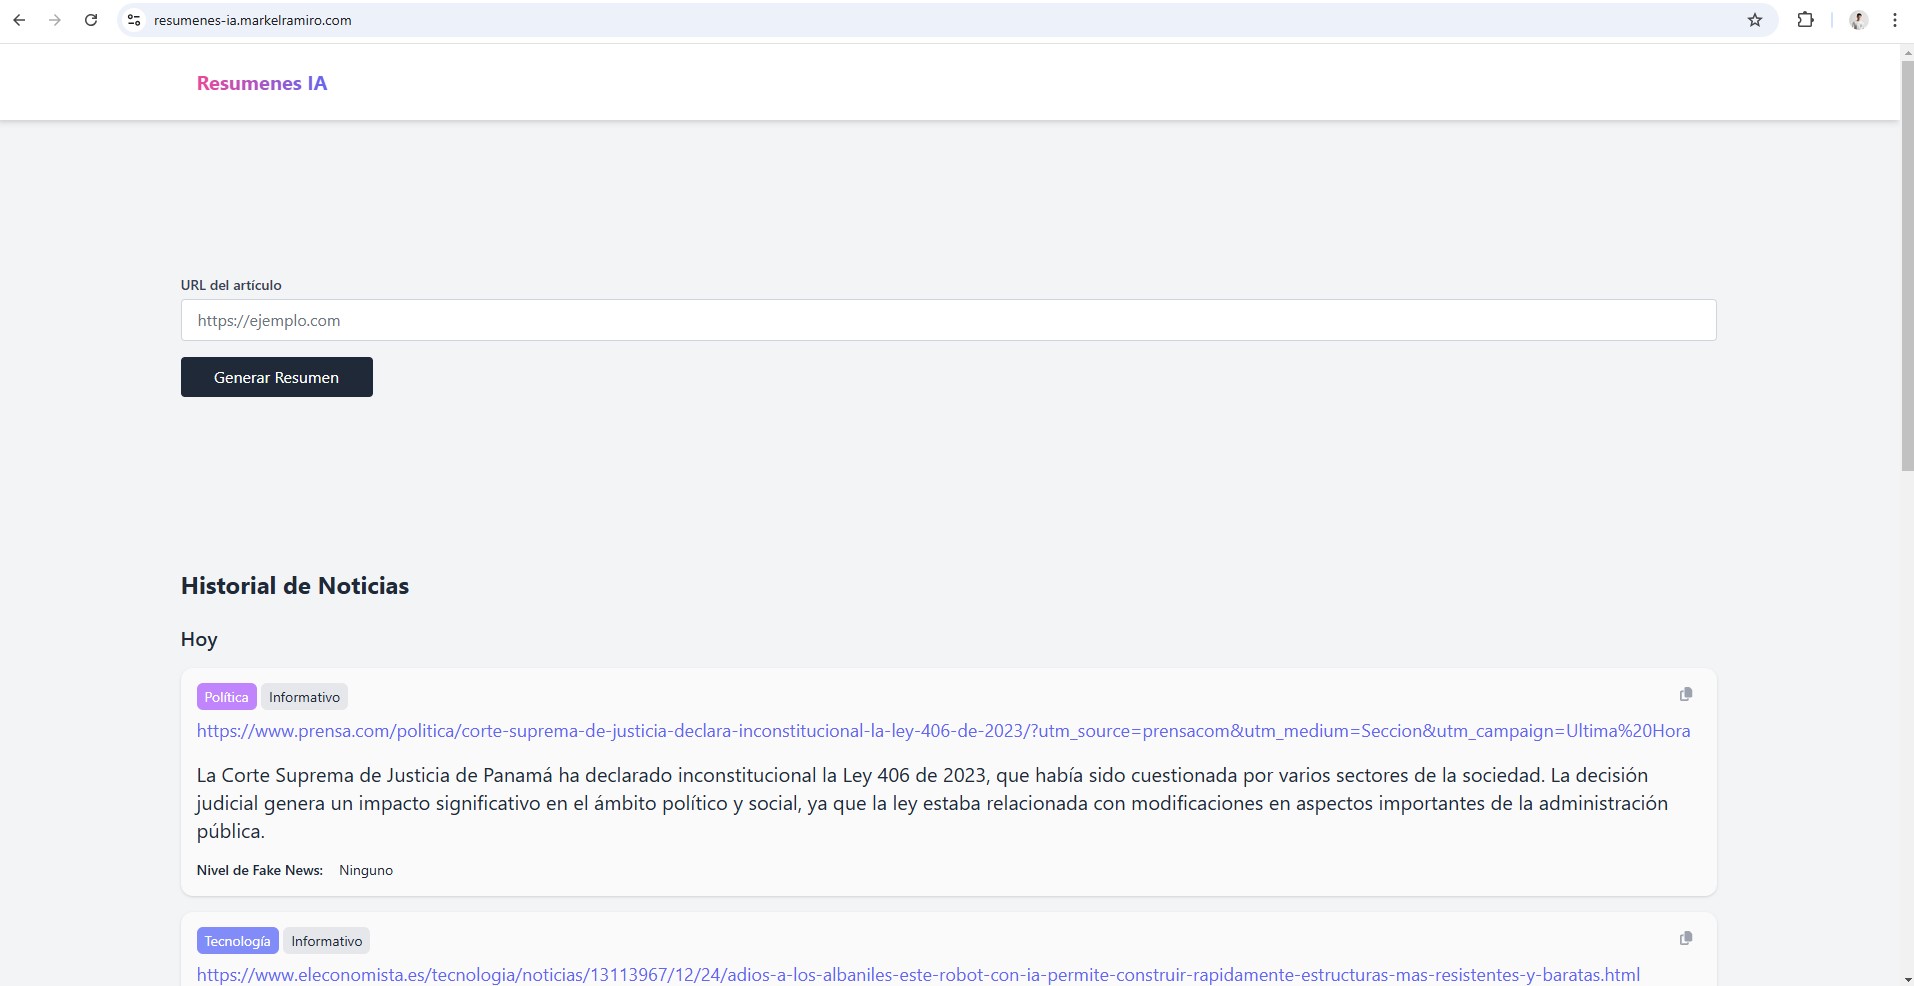 resumenes-ia.markelramiro.com
Resumenes IA
URL del artículo
https://ejemplo.com
Generar Resumen
Historial de Noticias
Hoy
Política Informativo
https://www.prensa.com/politica/corte-suprema-de-justicia-declara-inconstitucional-la-ley-406-de-2023/?utm_source=prensacom&utm_medium=Seccion&utm_campaign=Ultima%20Hora
La Corte Suprema de Justicia de Panamá ha declarado inconstitucional la Ley 406 de 2023, que había sido cuestionada por varios sectores de la sociedad. La decisión
judicial genera un impacto significativo en el ámbito político y social, ya que la ley estaba relacionada con modificaciones en aspectos importantes de la administración
pública.
Nivel de Fake News: Ninguno
Tecnología Informativo
https://www.eleconomista.es/tecnologia/noticias/13113967/12/24/adios-a-los-albaniles-este-robot-con-ia-permite-construir-rapidamente-estructuras-mas-resistentes-y-baratas.html